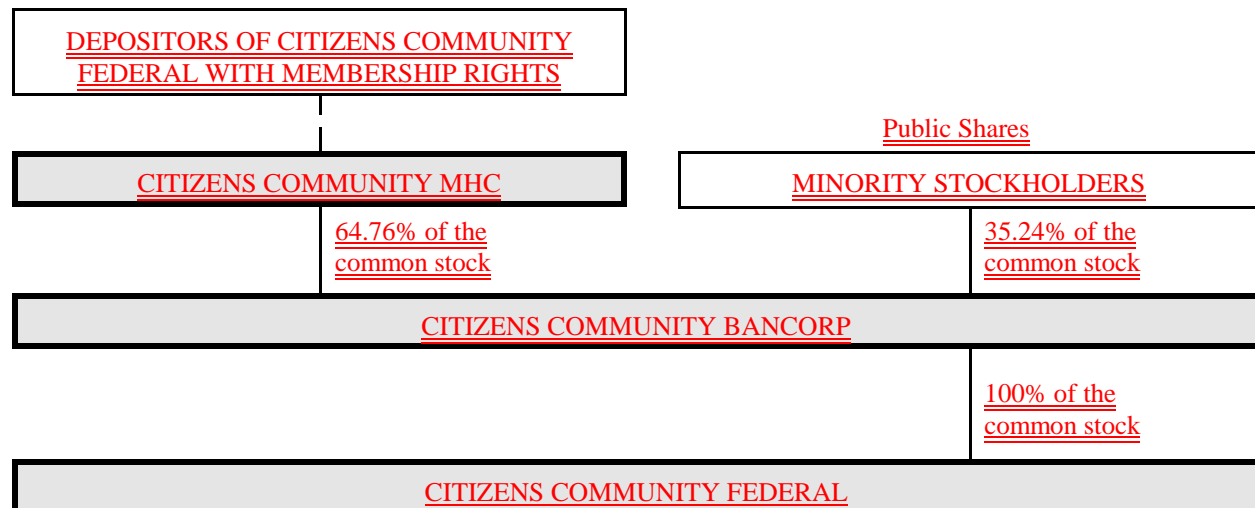 DEPOSITORS OF CITIZENS COMMUNITY
FEDERAL WITH MEMBERSHIP RIGHTS
Public Shares
CITIZENS COMMUNITY MHC
MINORITY STOCKHOLDERS
64.76% of the
common stock
35.24% of the
common stock
CITIZENS COMMUNITY BANCORP
100% of the
common stock
CITIZENS COMMUNITY FEDERAL